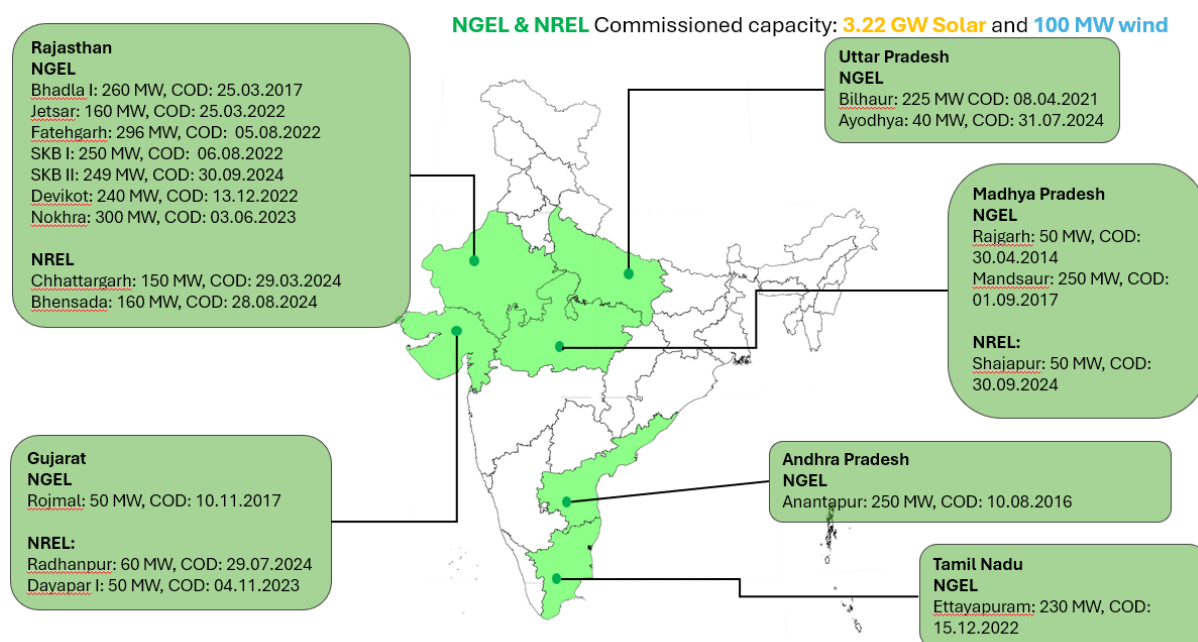 NGEL & NREL Commissioned capacity: 3.22 GW Solar and 100 MW wind
Rajasthan
NGEL
Bhadla I: 260 MW, COD: 25.03.2017
Jetsar: 160 MW, COD: 25.03.2022
Fatehgarh: 296 MW, COD:  05.08.2022
SKB I: 250 MW, COD:  06.08.2022
SKB II: 249 MW, COD: 30.09.2024
Devikot: 240 MW, COD: 13.12.2022
Nokhra: 300 MW, COD: 03.06.2023
NREL
Chhattargarh: 150 MW, COD: 29.03.2024
Bhensada: 160 MW, COD: 28.08.2024
Uttar Pradesh
NGEL
Bilhaur: 225 MW COD: 08.04.2021
Ayodhya: 40 MW, COD: 31.07.2024
Madhya Pradesh
NGEL
Rajgarh: 50 MW, COD:
30.04.2014
Mandsaur: 250 MW, COD:
01.09.2017
NREL:
Shajapur: 50 MW, COD:
30.09.2024
Gujarat
NGEL
Rojmal: 50 MW, COD: 10.11.2017
NREL:
Radhanpur: 60 MW, COD: 29.07.2024
Dayapar I: 50 MW, COD: 04.11.2023
Andhra Pradesh
NGEL
Anantapur: 250 MW, COD: 10.08.2016
Tamil Nadu
NGEL
Ettayapuram: 230 MW, COD:
15.12.2022